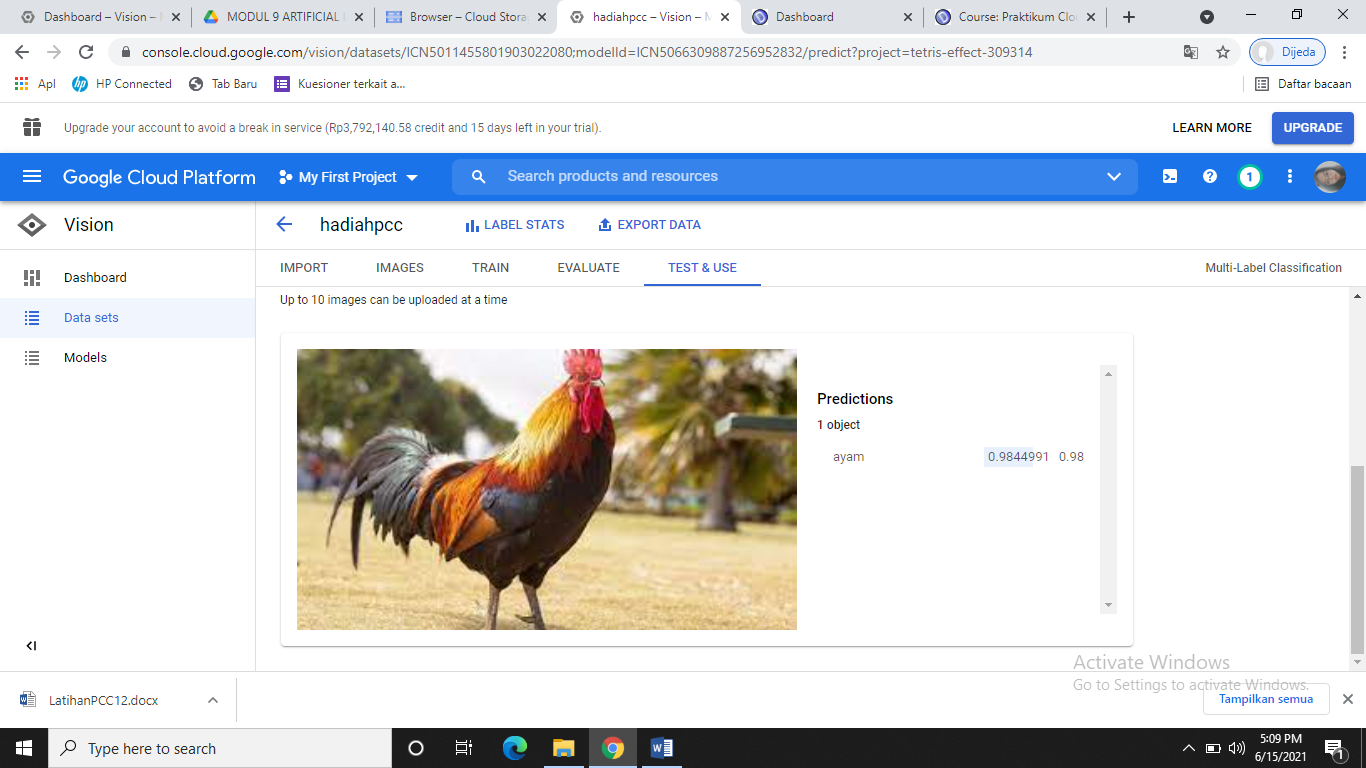 Dashboard – Vision –
MODUL 9 ARTIFICIAL
Browser – Cloud Stora
hadiahpcc – Vision – M
Dashboard
Course: Praktikum Clo
console.cloud.google.com/vision/datasets/ICN5011455801903022080;modelId=ICN5066309887256952832/predict?project=tetris-effect-309314
Dijeda
Apl
HP Connected
Tab Baru
Kuesioner terkait a...
Daftar bacaan
Upgrade your account to avoid a break in service (Rp3,792,140.58 credit and 15 days left in your trial).
LEARN MORE
UPGRADE
Google Cloud Platform
My First Project
Search products and resources
1
Vision
hadiahpcc
LABEL STATS
EXPORT DATA
Dashboard
Data sets
Models
IMPORT
IMAGES
TRAIN
EVALUATE
TEST & USE
Multi-Label Classification
Up to 10 images can be uploaded at a time
Predictions
1 object
ayam 0.9844991 0.98
Activate Windows
Go to Settings to activate Windows.
LatihanPCC12.docx
Tampilkan semua
Type here to search
5:09 PM
6/15/2021
1